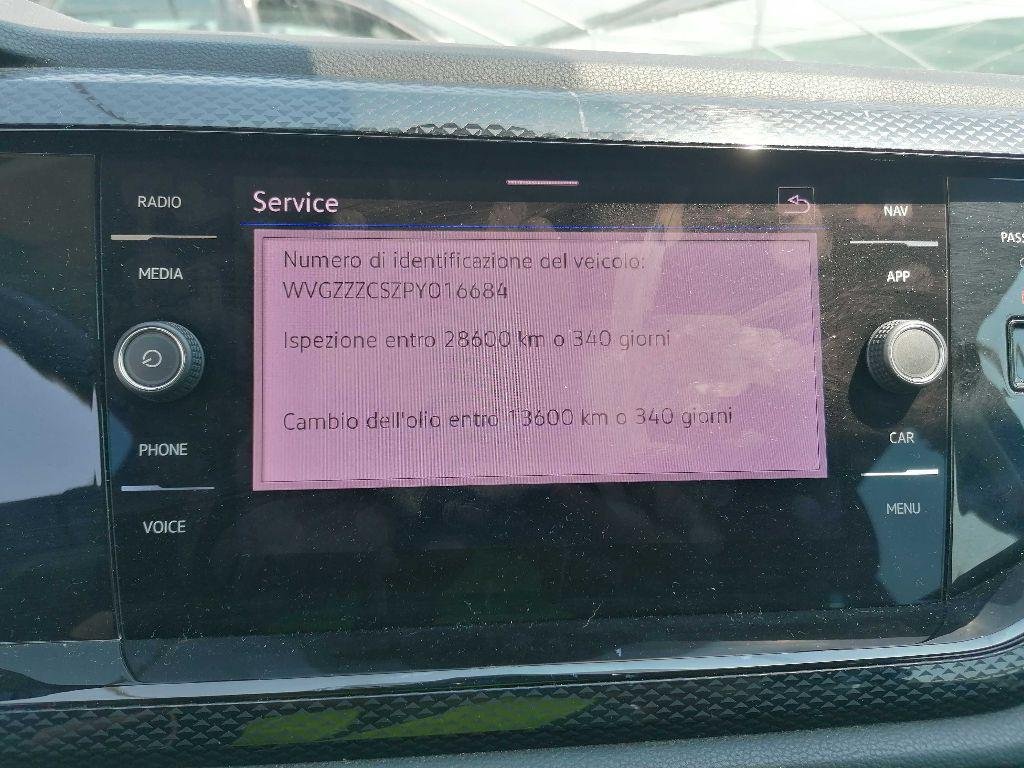 RADIO
MEDIA
PHONE
VOICE
Service
Numero di identificazione del veicolo:
WVGZZZCSZPY016684
Ispezione entro 28600 km o 340 giorni
Cambio dell'olio entro 13600 km o 340 giorni
NAV
APP
CAR
MENU